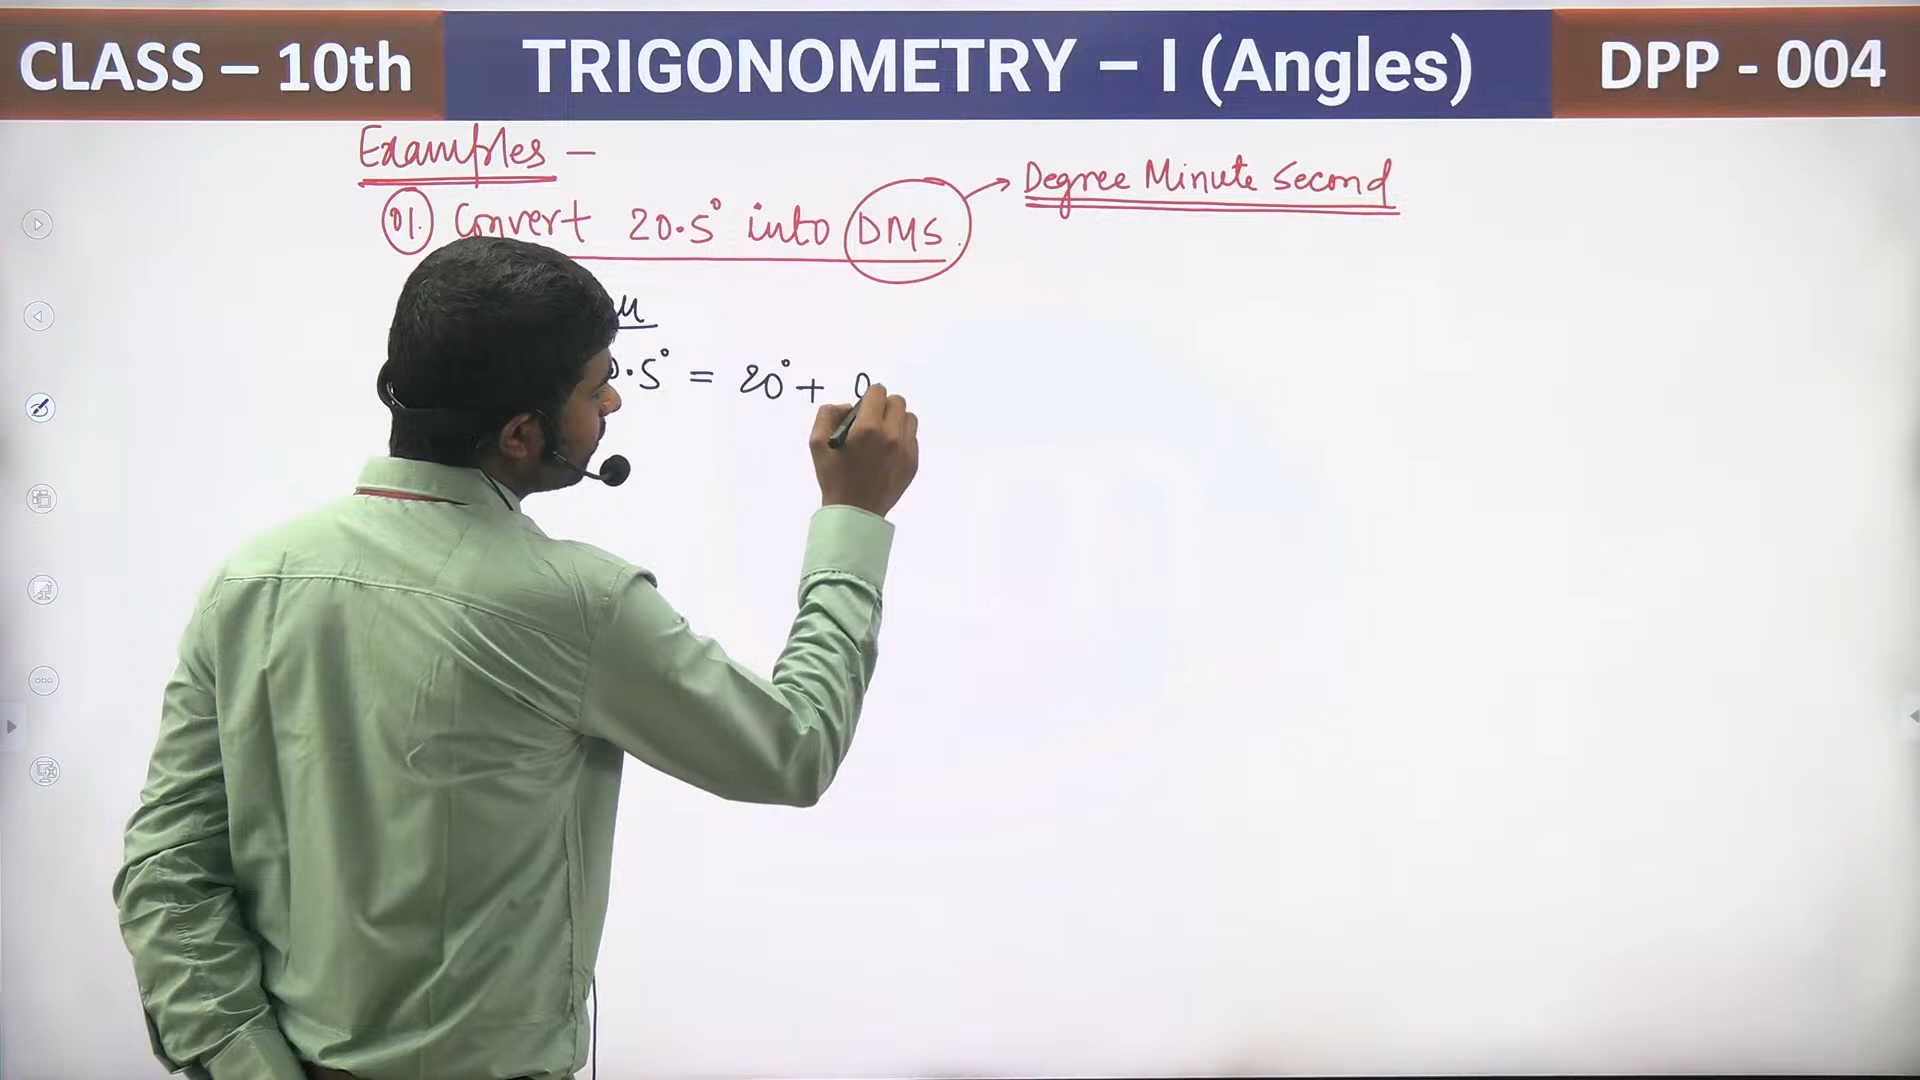 CLASS – 10th TRIGONOMETRY – I (Angles) DPP - 004
Examples –
01. Convert 20.5° into DMS. → Degree Minute Second
.5° = 20° + 0